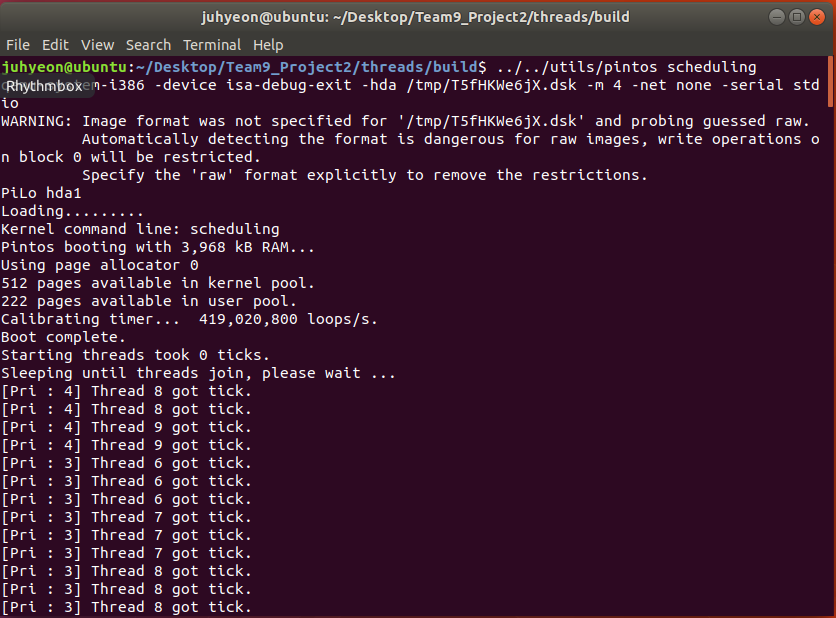 juhyeon@ubuntu: ~/Desktop/Team9_Project2/threads/build
File Edit View Search Terminal Help
juhyeon@ubuntu:~/Desktop/Team9_Project2/threads/build$ ../../utils/pintos scheduling
Rhythmbox
m-i386 -device isa-debug-exit -hda /tmp/T5fHKWe6jX.dsk -m 4 -net none -serial std
io
WARNING: Image format was not specified for '/tmp/T5fHKWe6jX.dsk' and probing guessed raw.
Automatically detecting the format is dangerous for raw images, write operations o
n block 0 will be restricted.
Specify the 'raw' format explicitly to remove the restrictions.
PiLo hda1
Loading.........
Kernel command line: scheduling
Pintos booting with 3,968 kB RAM...
Using page allocator 0
512 pages available in kernel pool.
222 pages available in user pool.
Calibrating timer...  419,020,800 loops/s.
Boot complete.
Starting threads took 0 ticks.
Sleeping until threads join, please wait ...
[Pri : 4] Thread 8 got tick.
[Pri : 4] Thread 8 got tick.
[Pri : 4] Thread 9 got tick.
[Pri : 4] Thread 9 got tick.
[Pri : 3] Thread 6 got tick.
[Pri : 3] Thread 6 got tick.
[Pri : 3] Thread 6 got tick.
[Pri : 3] Thread 7 got tick.
[Pri : 3] Thread 7 got tick.
[Pri : 3] Thread 7 got tick.
[Pri : 3] Thread 8 got tick.
[Pri : 3] Thread 8 got tick.
[Pri : 3] Thread 8 got tick.